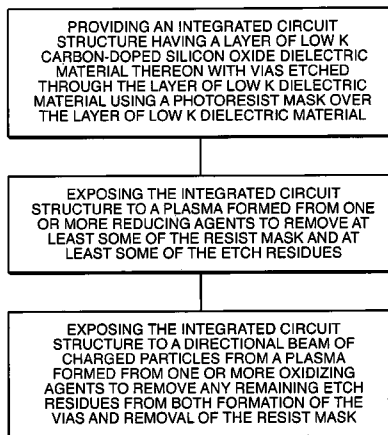 PROVIDING AN INTEGRATED CIRCUIT
STRUCTURE HAVING A LAYER OF LOW K
CARBON-DOPED SILICON OXIDE DIELECTRIC
MATERIAL THEREON WITH VIAS ETCHED
THROUGH THE LAYER OF LOW K DIELECTRIC
MATERIAL USING A PHOTORESIST MASK OVER
THE LAYER OF LOW K DIELECTRIC MATERIAL
EXPOSING THE INTEGRATED CIRCUIT
STRUCTURE TO A PLASMA FORMED FROM ONE
OR MORE REDUCING AGENTS TO REMOVE AT
LEAST SOME OF THE RESIST MASK AND AT
LEAST SOME OF THE ETCH RESIDUES
EXPOSING THE INTEGRATED CIRCUIT
STRUCTURE TO A DIRECTIONAL BEAM OF
CHARGED PARTICLES FROM A PLASMA
FORMED FROM ONE OR MORE OXIDIZING
AGENTS TO REMOVE ANY REMAINING ETCH
RESIDUES FROM BOTH FORMATION OF THE
VIAS AND REMOVAL OF THE RESIST MASK